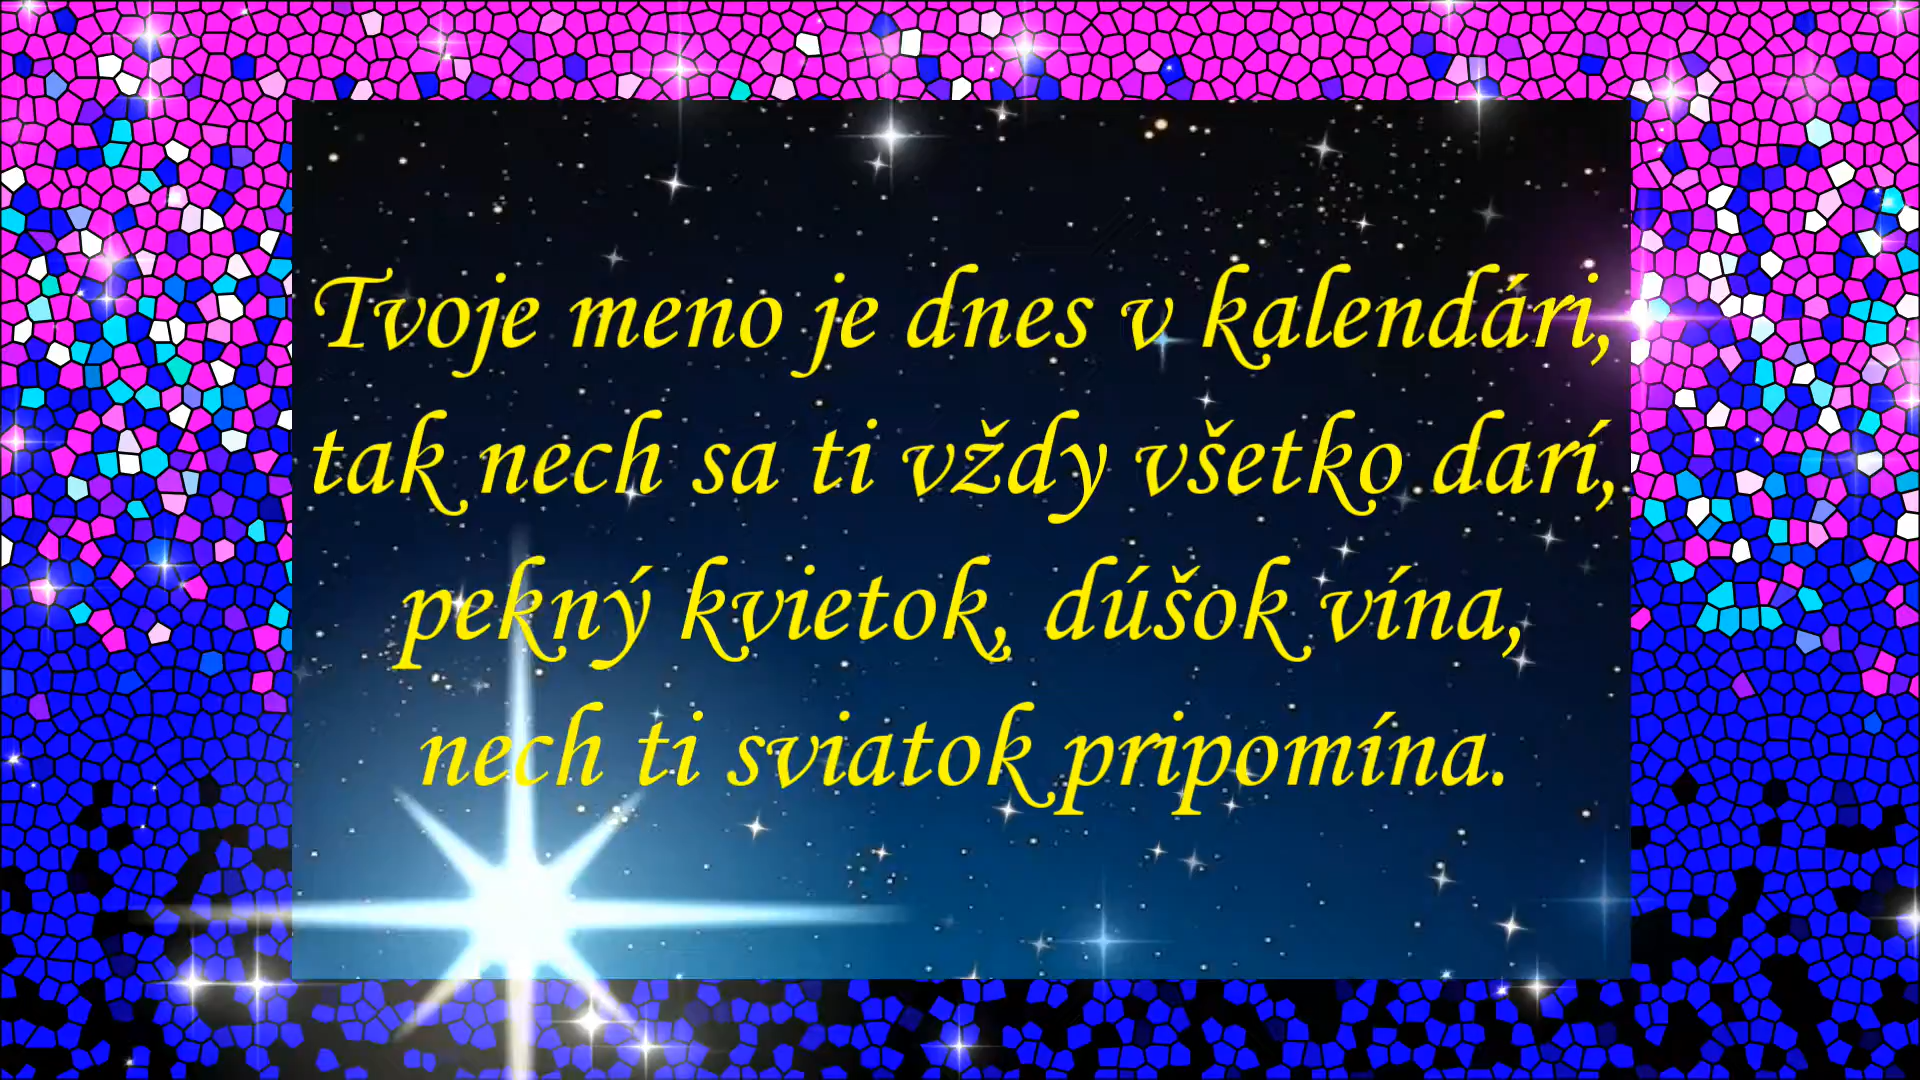 Tvoje meno je dnes v kalendári,
tak nech sa ti vždy všetko darí,
pekný kvietok, dúšok vína,
nech ti sviatok pripomína.